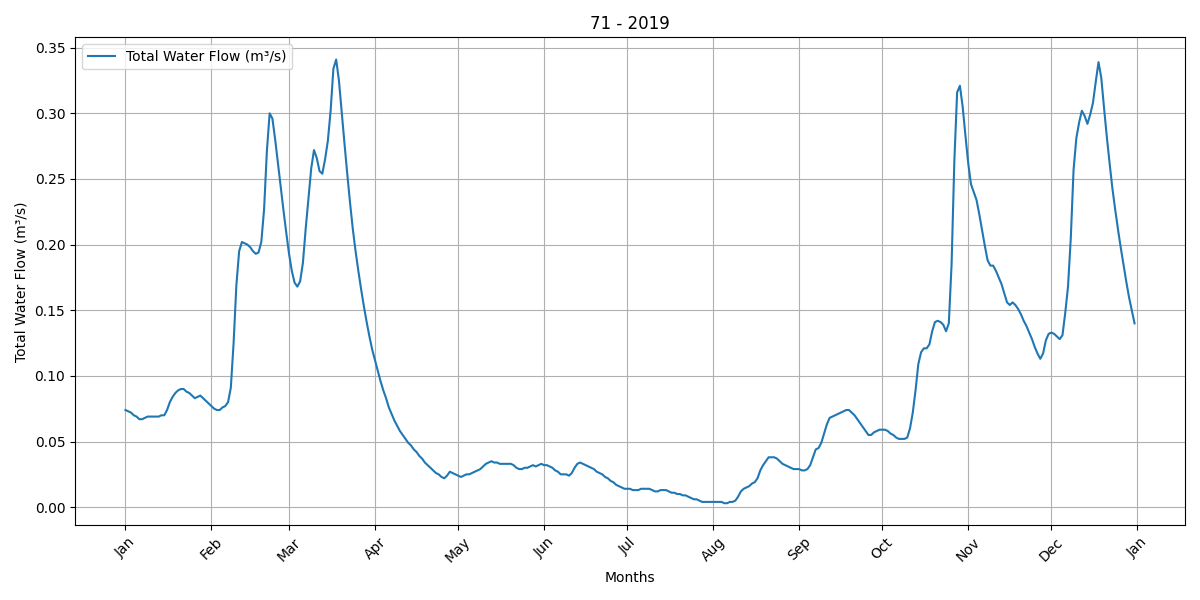 71 - 2019
Total Water Flow (m³/s)
0.35
0.30
0.25
0.20
0.15
0.10
0.05
0.00
Total Water Flow (m³/s)
Jan
Feb
Mar
Apr
May
Jun
Jul
Aug
Sep
Oct
Nov
Dec
Jan
Months